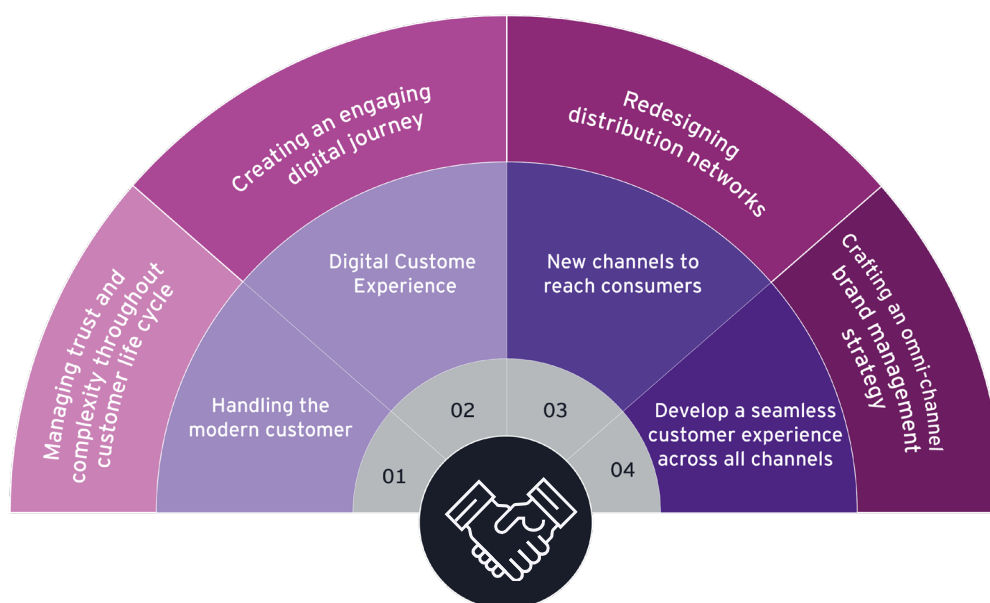 Managing trust and
complexity throughout
customer life cycle
Creating an engaging
digital journey
Redesigning
distribution networks
Crafting an omni-channel
brand management
strategy
Handling the
modern customer
Digital Custome
Experience
New channels to
reach consumers
Develop a seamless
customer experience
across all channels
01
02
03
04